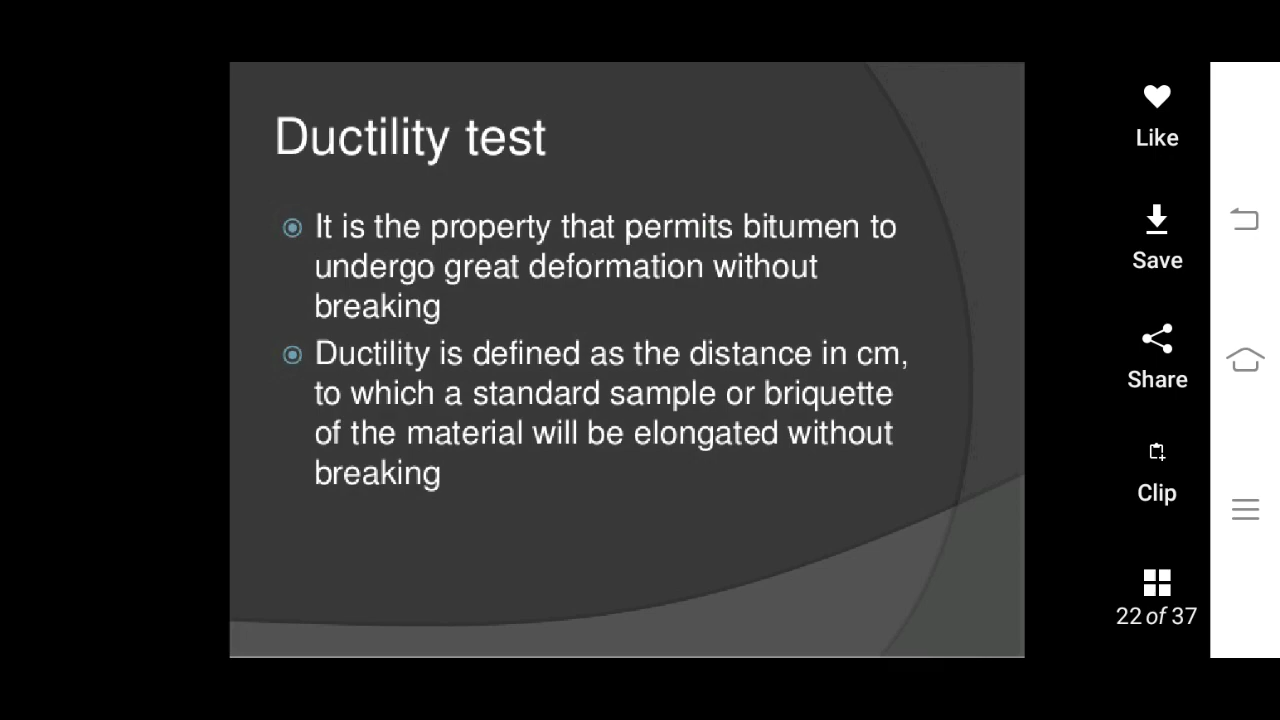 Ductility test
It is the property that permits bitumen to
undergo great deformation without
breaking
Ductility is defined as the distance in cm,
to which a standard sample or briquette
of the material will be elongated without
breaking
Like
Save
Share
Clip
22 of 37